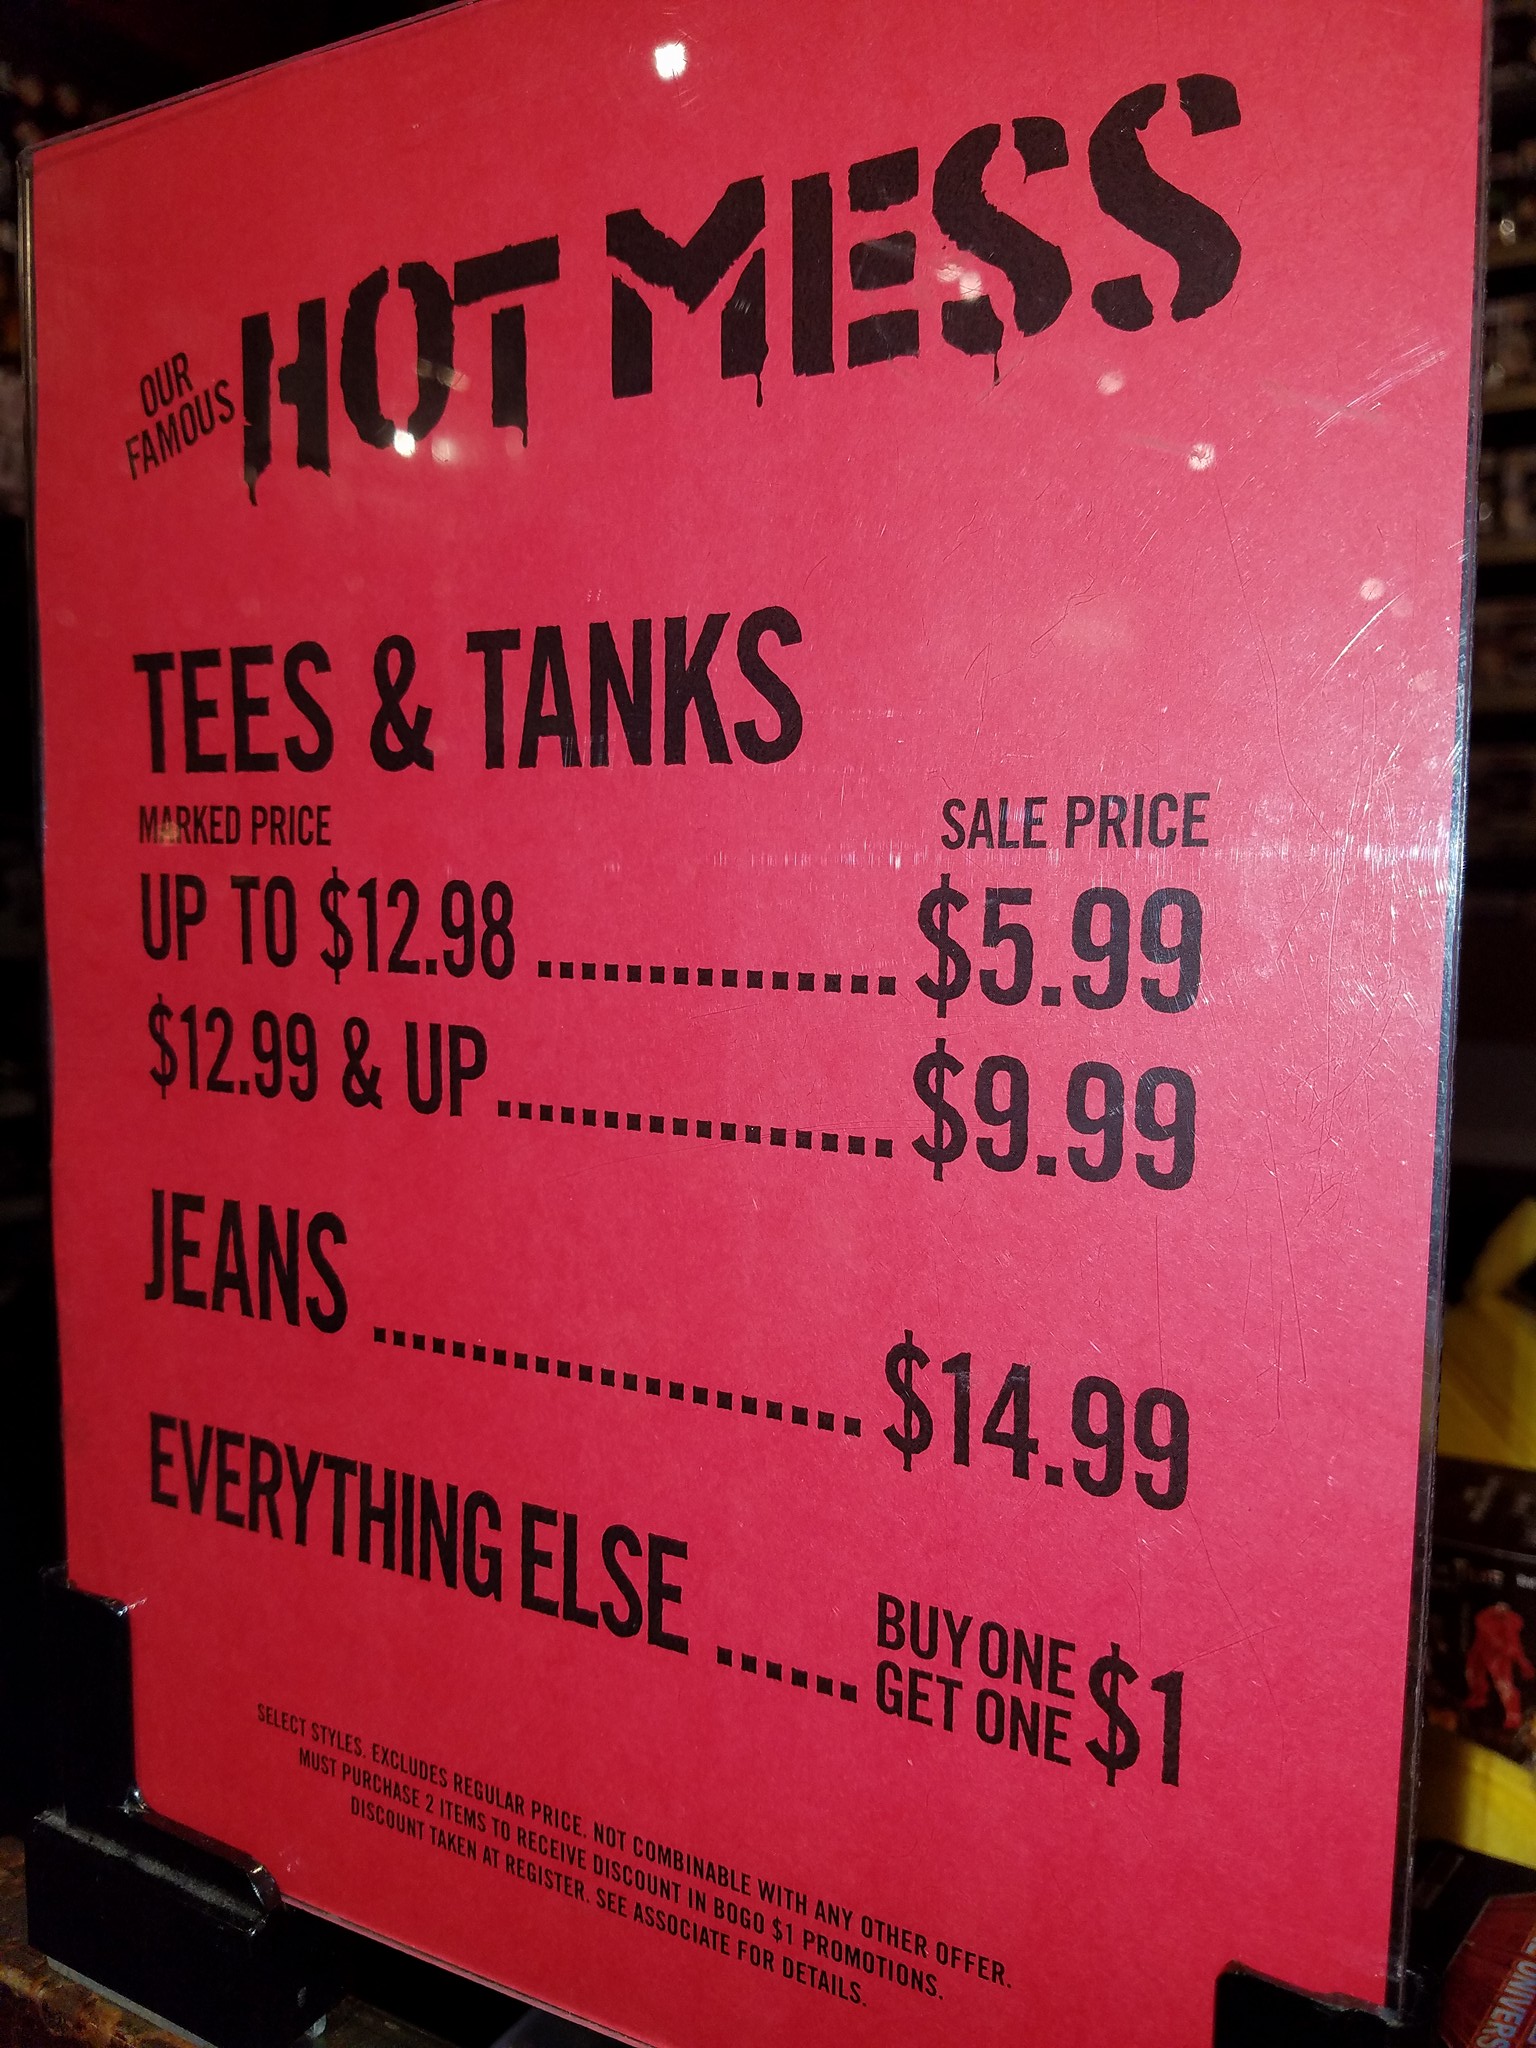 OUR
FAMOUS HOT MESS
TEES & TANKS
MARKED PRICE SALE PRICE
UP TO $12.98 ............... $5.99
$12.99 & UP ................ $9.99
JEANS ....................... $14.99
EVERYTHING ELSE ...... BUY ONE GET ONE $1
SELECT STYLES. EXCLUDES REGULAR PRICE. NOT COMBINABLE WITH ANY OTHER OFFER.
MUST PURCHASE 2 ITEMS TO RECEIVE DISCOUNT IN BOGO $1 PROMOTIONS.
DISCOUNT TAKEN AT REGISTER. SEE ASSOCIATE FOR DETAILS.